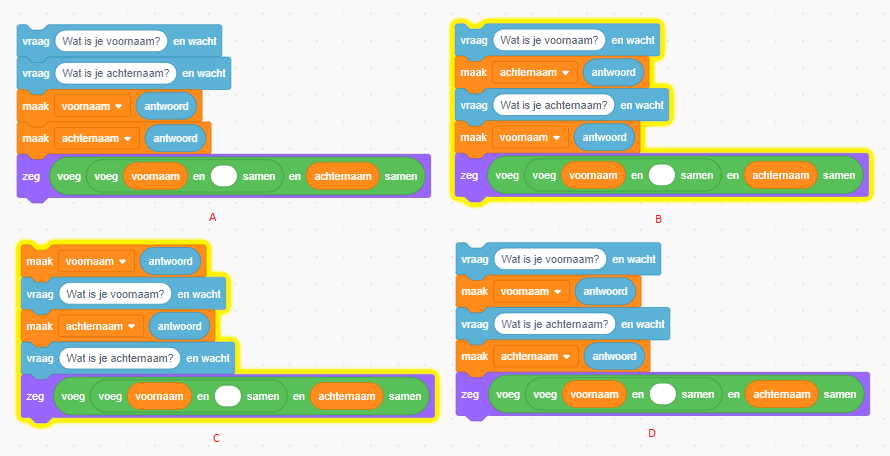 vraag Wat is je voornaam? en wacht
vraag Wat is je achternaam? en wacht
maak voornaam antwoord
maak achternaam antwoord
zeg voeg voeg voornaam en samen en achternaam samen
A
vraag Wat is je voornaam? en wacht
maak achternaam antwoord
vraag Wat is je achternaam? en wacht
maak voornaam antwoord
zeg voeg voeg voornaam en samen en achternaam samen
B
maak voornaam antwoord
vraag Wat is je voornaam? en wacht
maak achternaam antwoord
vraag Wat is je achternaam? en wacht
zeg voeg voeg voornaam en samen en achternaam samen
C
vraag Wat is je voornaam? en wacht
maak voornaam antwoord
vraag Wat is je achternaam? en wacht
maak achternaam antwoord
zeg voeg voeg voornaam en samen en achternaam samen
D